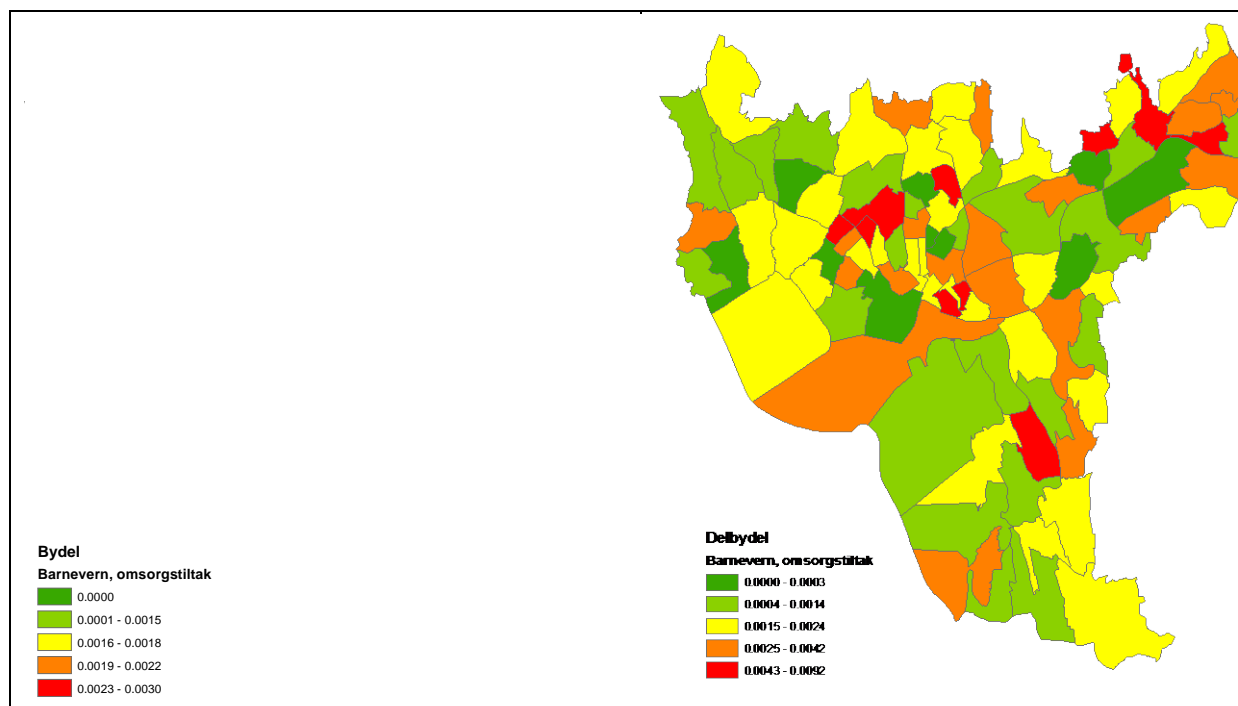 Bydel
Barnevern, omsorgstiltak
0.0000
0.0001 - 0.0015
0.0016 - 0.0018
0.0019 - 0.0022
0.0023 - 0.0030
Delbydel
Barnevern, omsorgstiltak
0.0000 - 0.0003
0.0004 - 0.0014
0.0015 - 0.0024
0.0025 - 0.0042
0.0043 - 0.0092